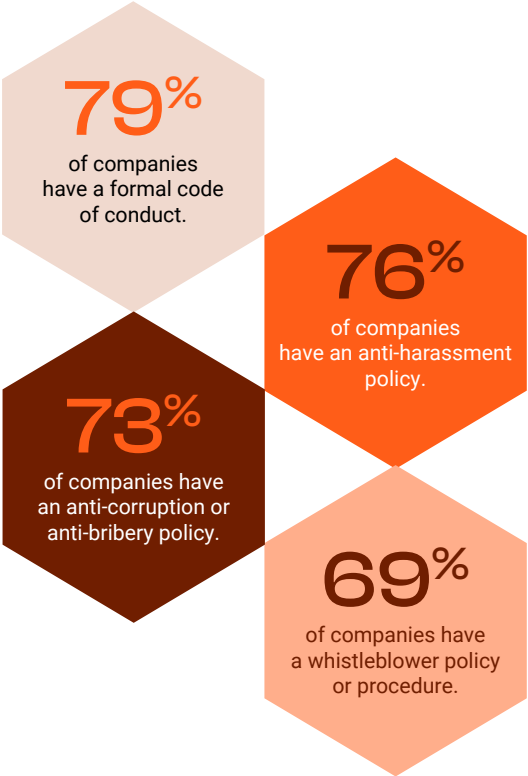 79%
of companies
have a formal code
of conduct.
76%
of companies
have an anti-harassment
policy.
73%
of companies have
an anti-corruption or
anti-bribery policy.
69%
of companies have
a whistleblower policy
or procedure.